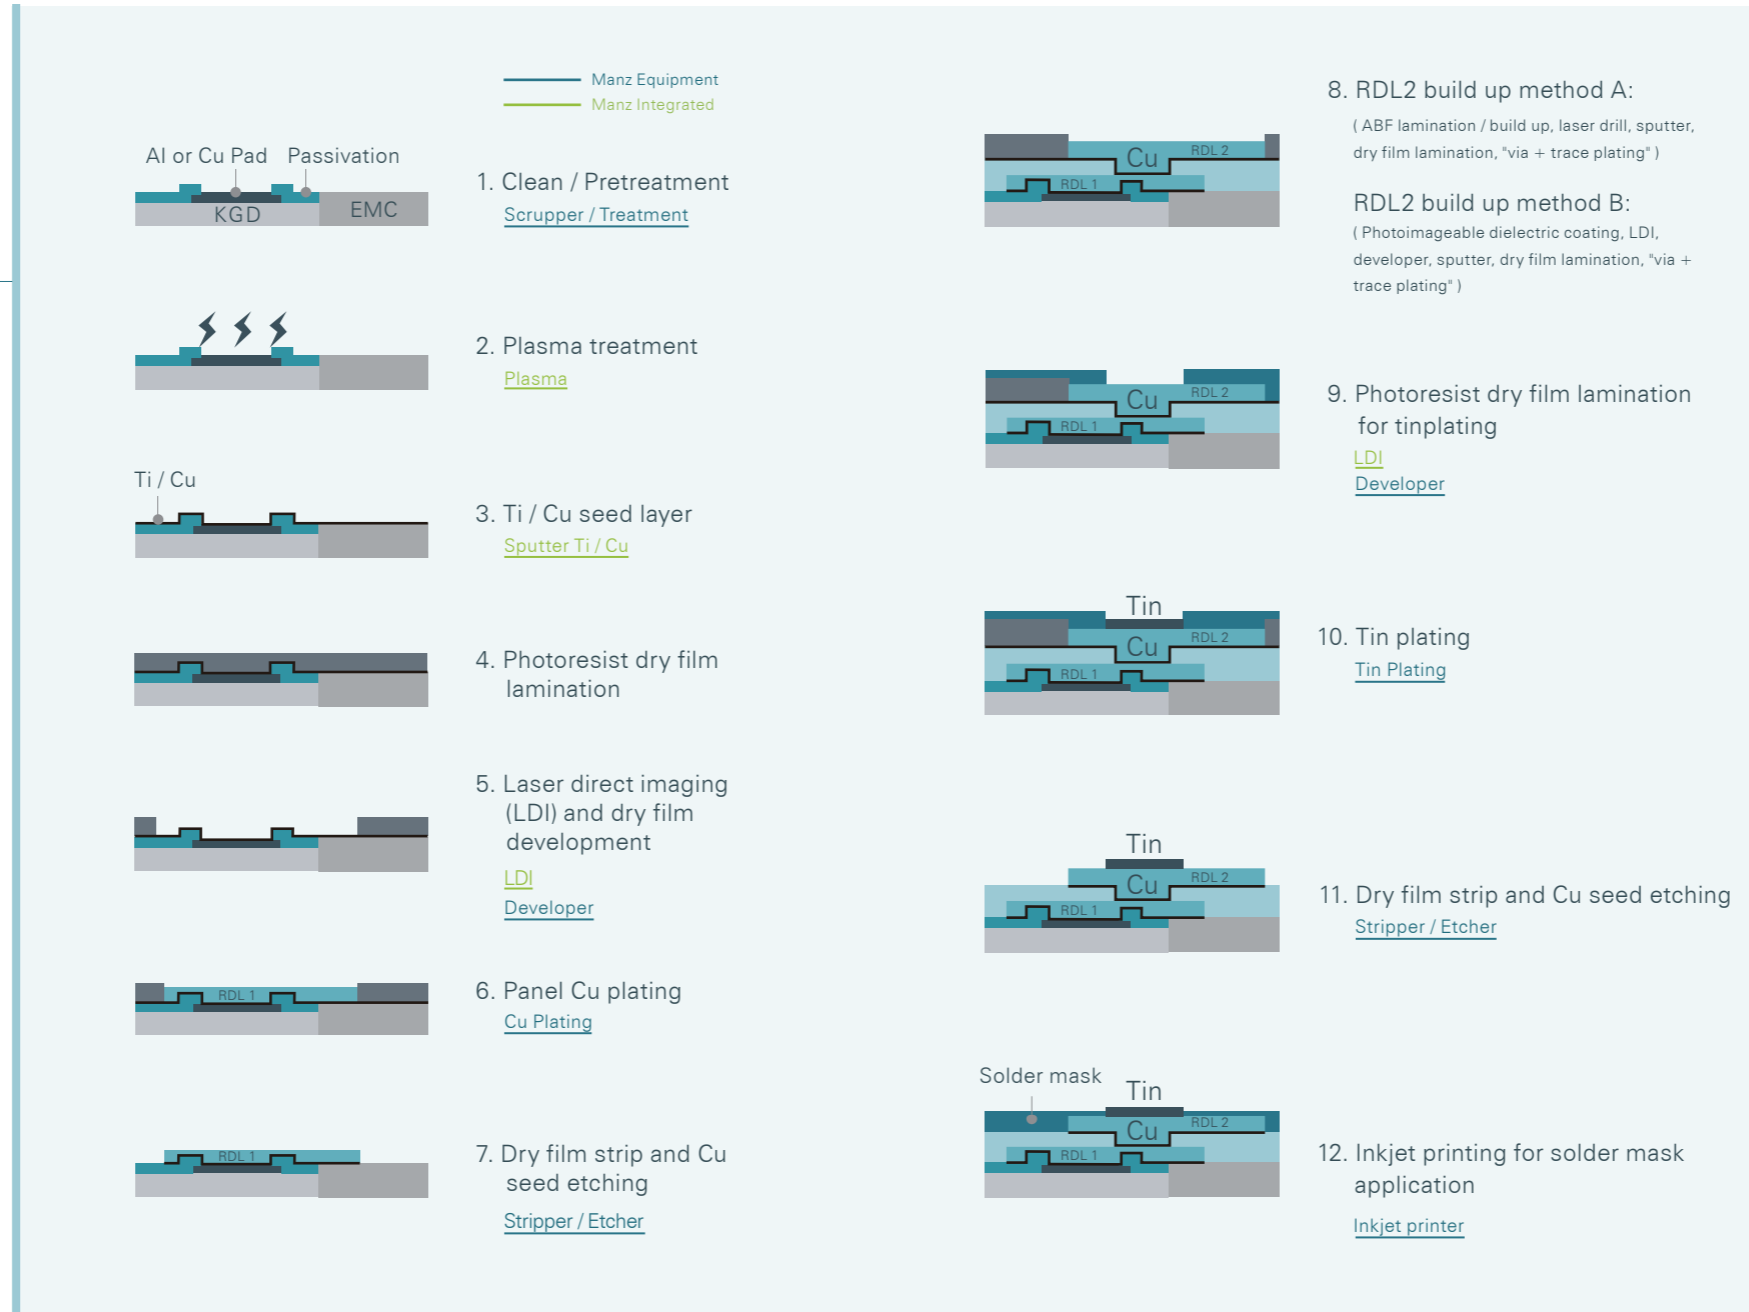 Manz Equipment
Manz Integrated
Al or Cu Pad
Passivation
KGD
EMC
1. Clean / Pretreatment
Scrupper / Treatment
2. Plasma treatment
Plasma
Ti / Cu
3. Ti / Cu seed layer
Sputter Ti / Cu
4. Photoresist dry film
lamination
5. Laser direct imaging
(LDI) and dry film
development
LDI
Developer
RDL 1
6. Panel Cu plating
Cu Plating
RDL 1
7. Dry film strip and Cu
seed etching
Stripper / Etcher
Cu
RDL 2
RDL 1
8. RDL2 build up method A:
( ABF lamination / build up, laser drill, sputter,
dry film lamination, "via + trace plating" )
RDL2 build up method B:
( Photoimageable dielectric coating, LDI,
developer, sputter, dry film lamination, "via +
trace plating" )
Cu
RDL 2
RDL 1
9. Photoresist dry film lamination
for tinplating
LDI
Developer
Tin
Cu
RDL 2
RDL 1
10. Tin plating
Tin Plating
Tin
Cu
RDL 2
RDL 1
11. Dry film strip and Cu seed etching
Stripper / Etcher
Solder mask
Tin
Cu
RDL 2
RDL 1
12. Inkjet printing for solder mask
application
Inkjet printer